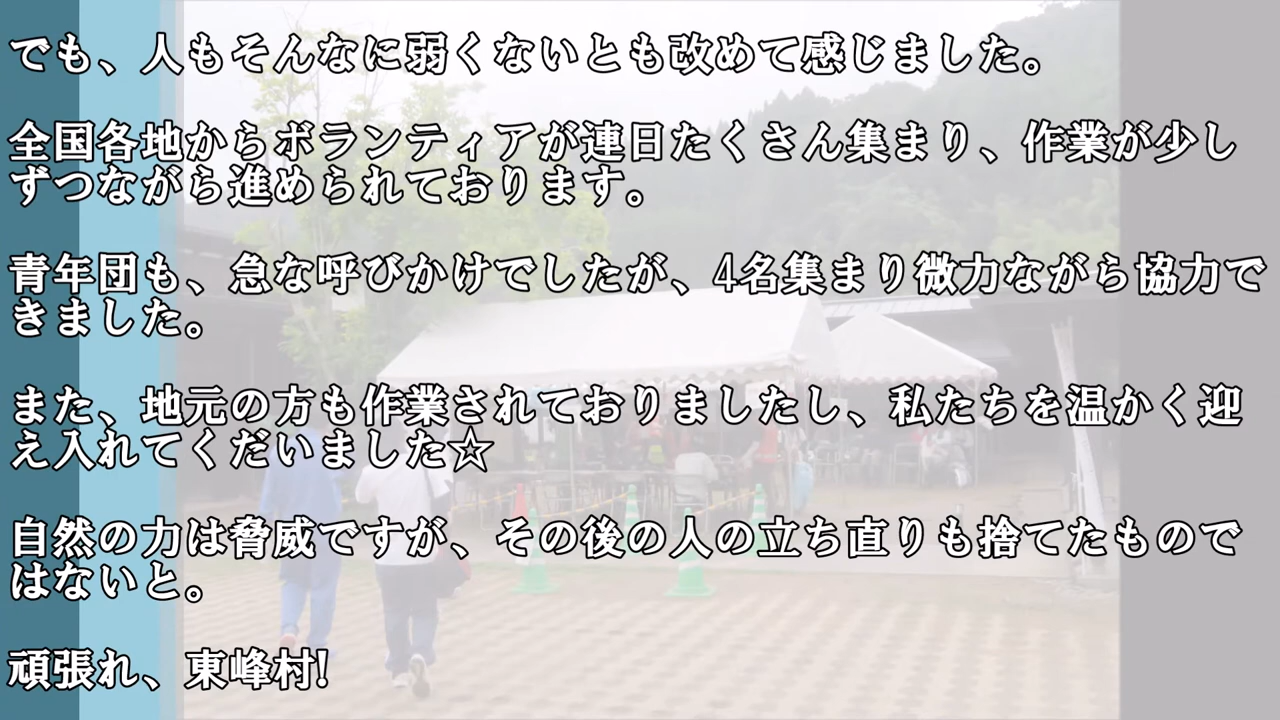 でも、人もそんなに弱くないとも改めて感じました。
全国各地からボランティアが連日たくさん集まり、作業が少し
ずつながら進められております。
青年団も、急な呼びかけでしたが、4名集まり微力ながら協力で
きました。
また、地元の方も作業されておりましたし、私たちを温かく迎
え入れてくだいました☆
自然の力は脅威ですが、その後の人の立ち直りも捨てたもので
はないと。
頑張れ、東峰村!